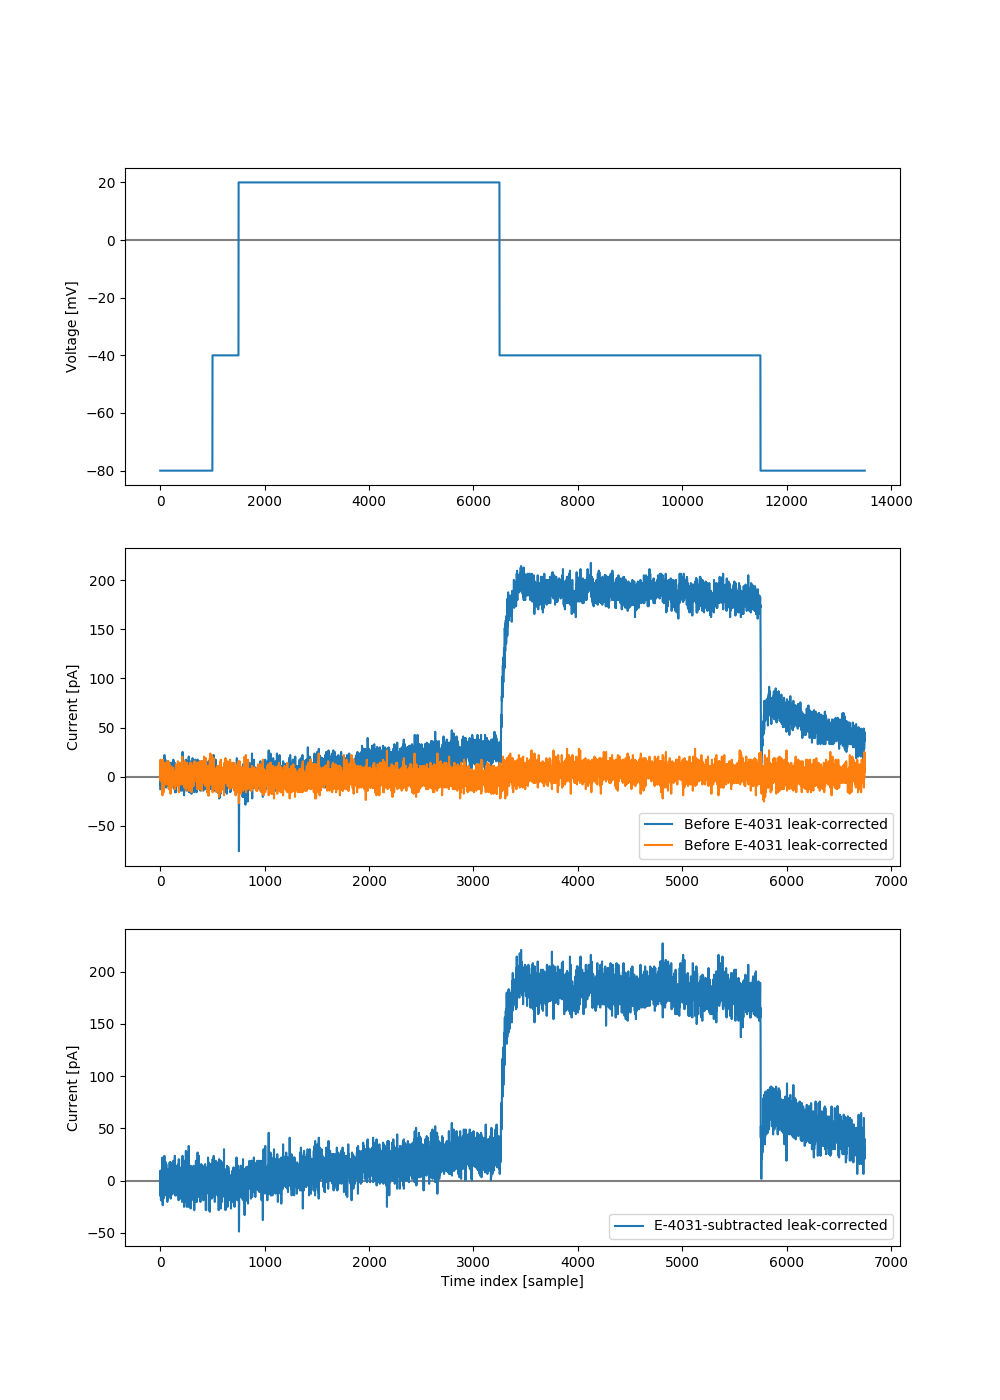 20
0
−20
−40
−60
−80
Voltage [mV]
0 2000 4000 6000 8000 10000 12000 14000
200
150
100
50
0
−50
Current [pA]
Before E-4031 leak-corrected
Before E-4031 leak-corrected
0 1000 2000 3000 4000 5000 6000 7000
200
150
100
50
0
−50
Current [pA]
E-4031-subtracted leak-corrected
0 1000 2000 3000 4000 5000 6000 7000
Time index [sample]